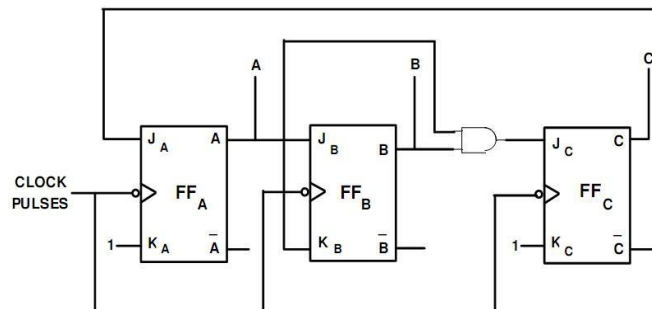 A
B
C
J A
A
J B
B
J C
C
CLOCK
PULSES
FF A
FF B
FF C
1
K A
A̅
K B
B̅
1
K C
C̅